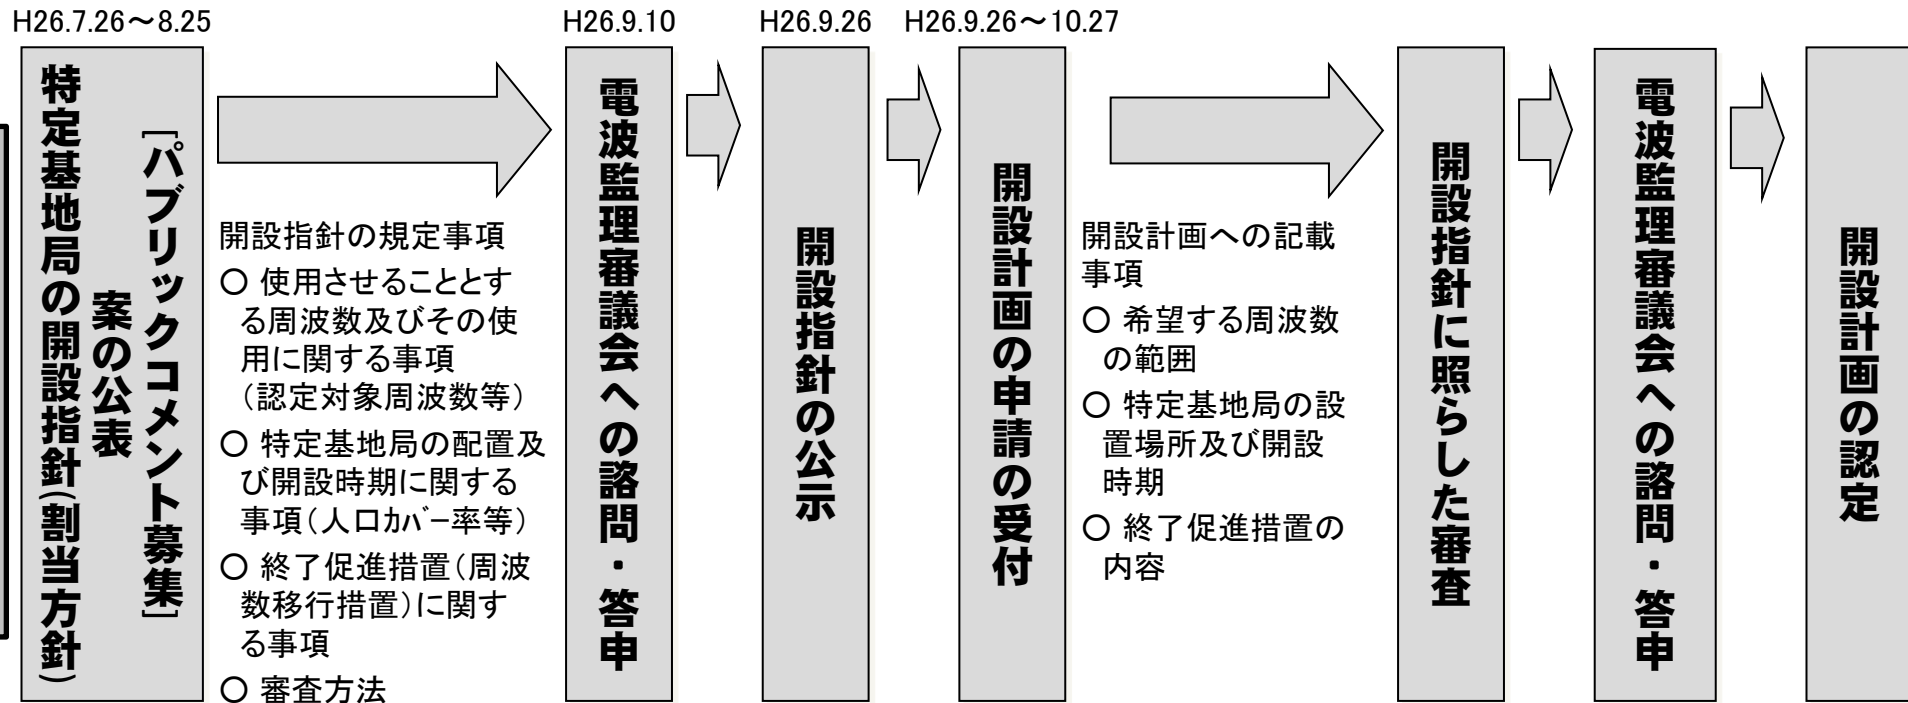 H26.7.26～8.25
H26.9.10
H26.9.26
H26.9.26～10.27
[パブリックコメント募集]
案の公表
特定基地局の開設指針(割当方針)
開設指針の規定事項
○ 使用させることとす
る周波数及びその使
用に関する事項
（認定対象周波数等）
○ 特定基地局の配置及
び開設時期に関する
事項（人口ｶﾊﾞｰ率等）
○ 終了促進措置（周波
数移行措置）に関す
る事項
○ 審査方法
電波監理審議会への諮問・答申
開設指針の公示
開設計画の申請の受付
開設計画への記載
事項
○ 希望する周波数
の範囲
○ 特定基地局の設
置場所及び開設
時期
○ 終了促進措置の
内容
開設指針に照らした審査
電波監理審議会への諮問・答申
開設計画の認定